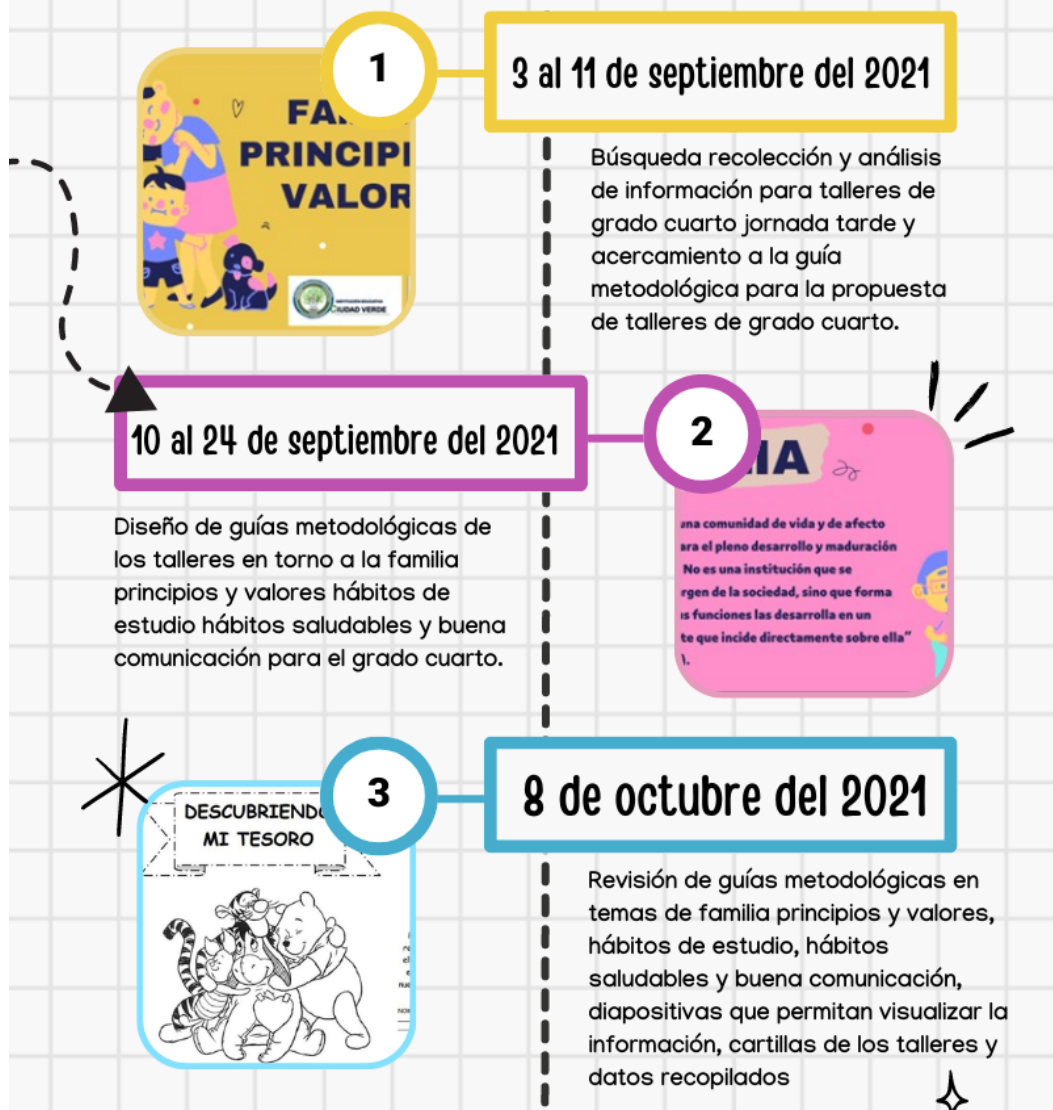 1
3 al 11 de septiembre del 2021
FA
PRINCIPI
VALOR
INSTITUCIÓN EDUCATIVA
CIUDAD VERDE
Búsqueda recolección y análisis
de información para talleres de
grado cuarto jornada tarde y
acercamiento a la guía
metodológica para la propuesta
de talleres de grado cuarto.
10 al 24 de septiembre del 2021
2
Diseño de guías metodológicas de
los talleres en torno a la familia
principios y valores hábitos de
estudio hábitos saludables y buena
comunicación para el grado cuarto.
IA
una comunidad de vida y de afecto
ara el pleno desarrollo y maduración
No es una institución que se
rgen de la sociedad, sino que forma
s funciones las desarrolla en un
te que incide directamente sobre ella”
).
3
8 de octubre del 2021
DESCUBRIENDO
MI TESORO
Revisión de guías metodológicas en
temas de familia principios y valores,
hábitos de estudio, hábitos
saludables y buena comunicación,
diapositivas que permitan visualizar la
información, cartillas de los talleres y
datos recopilados